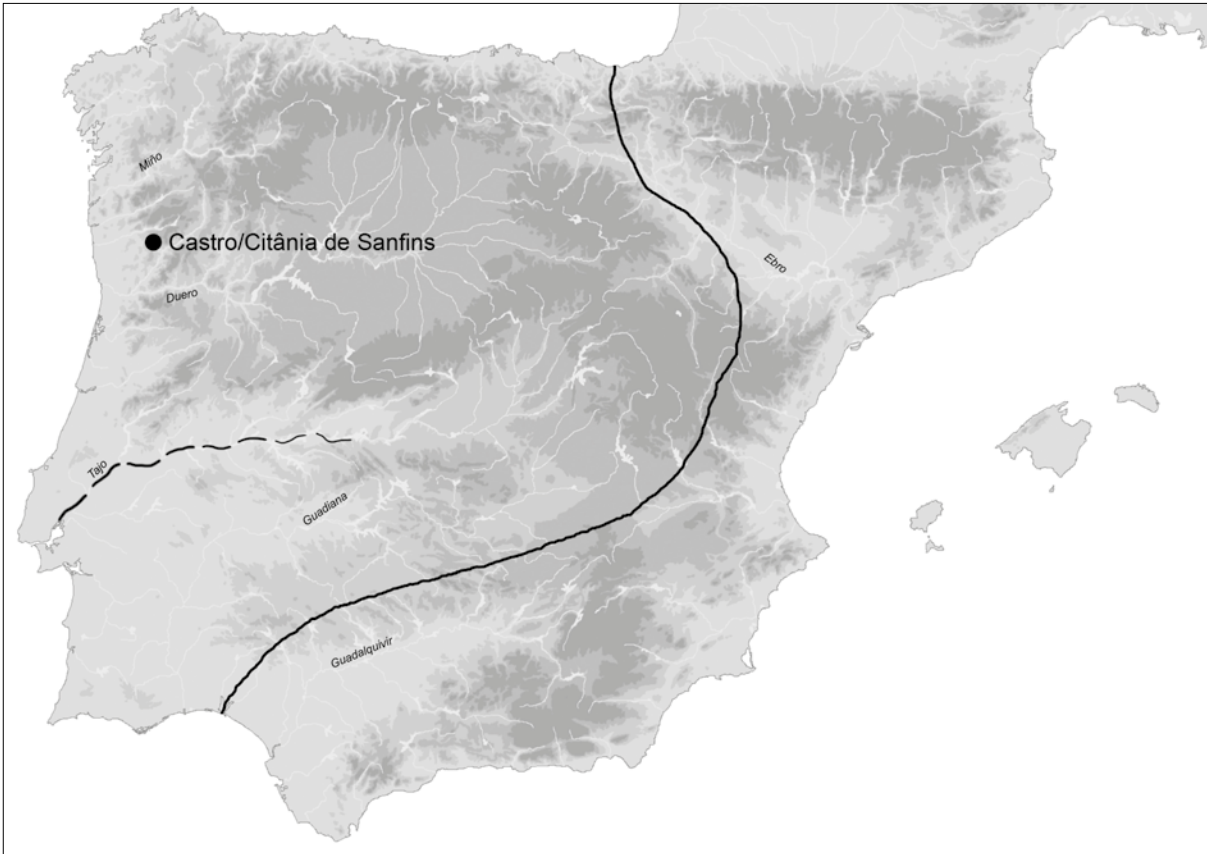 Miño
Castro/Citânia de Sanfins
Ebro
Duero
Tajo
Guadiana
Guadalquivir